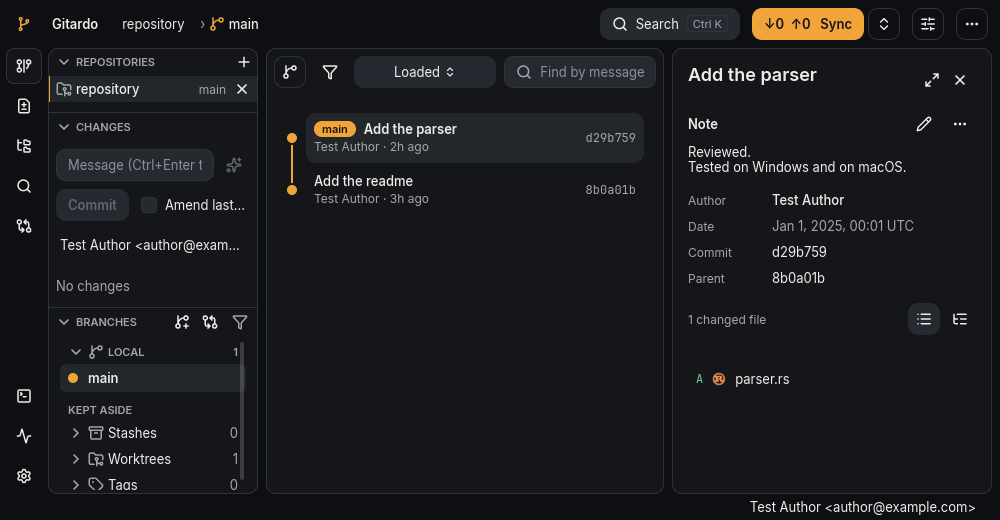 Gitardo repository › main
Search Ctrl K
↓0 ↑0 Sync
REPOSITORIES
repository main
CHANGES
Message (Ctrl+Enter t
Commit Amend last...
Test Author <author@exam...
No changes
BRANCHES
LOCAL 1
main
KEPT ASIDE
Stashes 0
Worktrees 1
Tags 0
Loaded
Find by message
main Add the parser
Test Author · 2h ago
d29b759
Add the readme
Test Author · 3h ago
8b0a01b
Add the parser
Note
Reviewed.
Tested on Windows and on macOS.
Author Test Author
Date Jan 1, 2025, 00:01 UTC
Commit d29b759
Parent 8b0a01b
1 changed file
A parser.rs
Test Author <author@example.com>